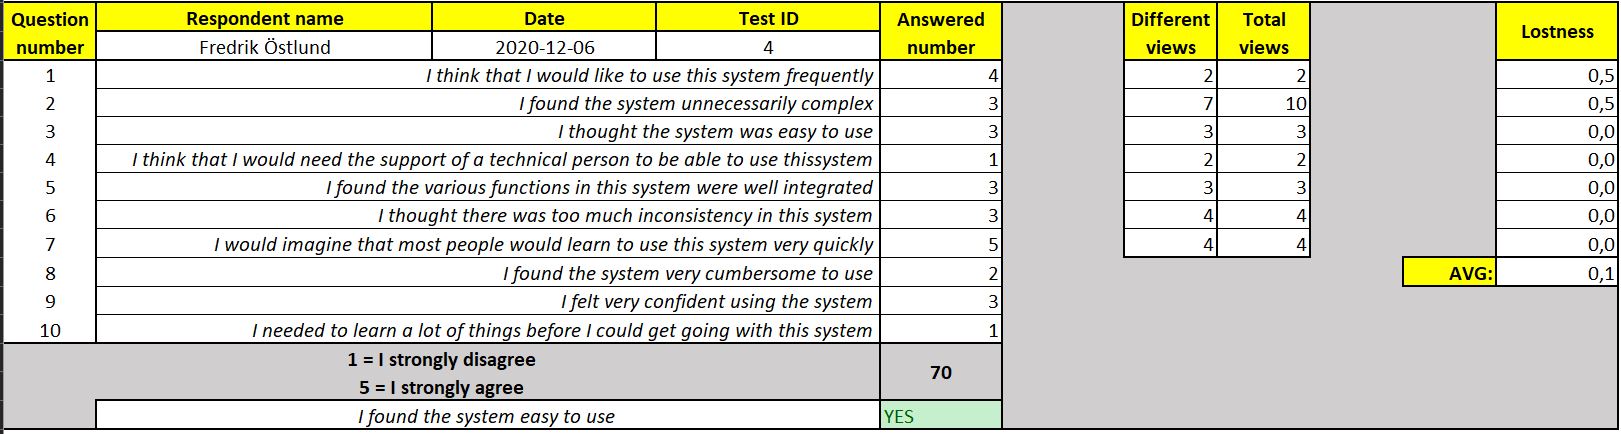 Question number Respondent name Date Test ID Answered number Different views Total views Lostness
Fredrik Östlund 2020-12-06 4
1 I think that I would like to use this system frequently 4 2 2 0,5
2 I found the system unnecessarily complex 3 7 10 0,5
3 I thought the system was easy to use 3 3 3 0,0
4 I think that I would need the support of a technical person to be able to use thissystem 1 2 2 0,0
5 I found the various functions in this system were well integrated 3 3 3 0,0
6 I thought there was too much inconsistency in this system 3 4 4 0,0
7 I would imagine that most people would learn to use this system very quickly 5 4 4 0,0
8 I found the system very cumbersome to use 2 AVG: 0,1
9 I felt very confident using the system 3
10 I needed to learn a lot of things before I could get going with this system 1
1 = I strongly disagree
5 = I strongly agree
70
I found the system easy to use YES